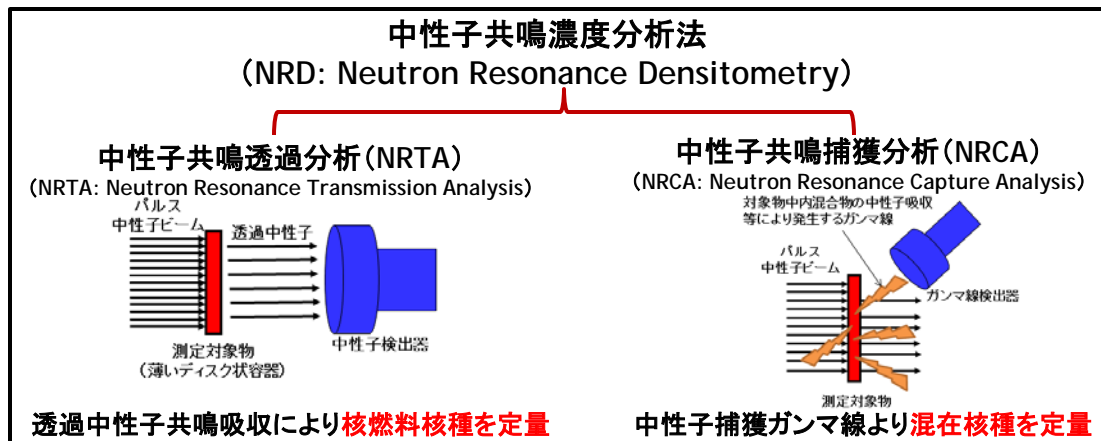 中性子共鳴濃度分析法
(NRD: Neutron Resonance Densitometry)
中性子共鳴透過分析(NRTA)
(NRTA: Neutron Resonance Transmission Analysis)
パルス
中性子ビーム
透過中性子
測定対象物
(薄いディスク状容器)
中性子検出器
透過中性子共鳴吸収により核燃料核種を定量
中性子共鳴捕獲分析(NRCA)
(NRCA: Neutron Resonance Capture Analysis)
対象物中内混合物の中性子吸収
等により発生するガンマ線
パルス
中性子ビーム
ガンマ線検出器
測定対象物
中性子捕獲ガンマ線より混在核種を定量